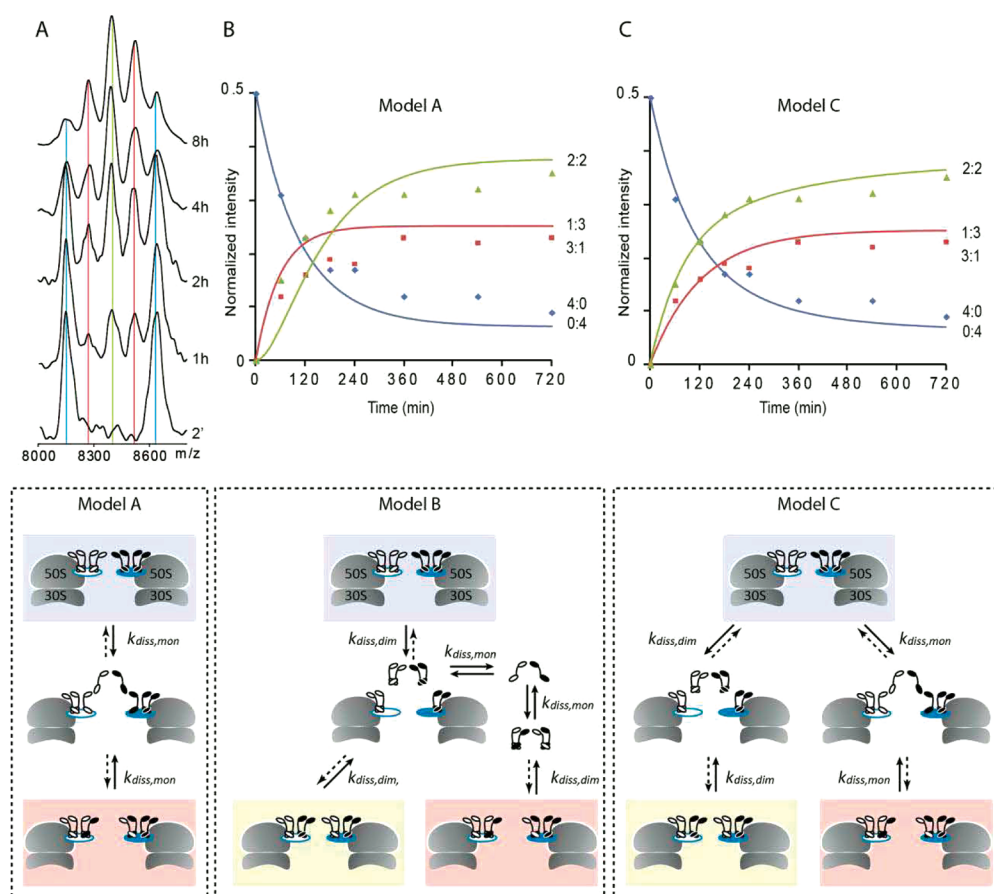 A
8h
4h
2h
1h
2'
8000 8300 8600 m/z
B
Model A
Normalized intensity
0.5
0
2:2
1:3
3:1
4:0
0:4
0 120 240 360 480 600 720
Time (min)
C
Model C
Normalized intensity
0.5
0
2:2
1:3
3:1
4:0
0:4
0 120 240 360 480 600 720
Time (min)
Model A
50S 50S
30S 30S
kdiss,mon
kdiss,mon
Model B
50S 50S
30S 30S
kdiss,dim
kdiss,mon
kdiss,mon
kdiss,dim,
kdiss,dim
Model C
50S 50S
30S 30S
kdiss,dim
kdiss,mon
kdiss,dim
kdiss,mon